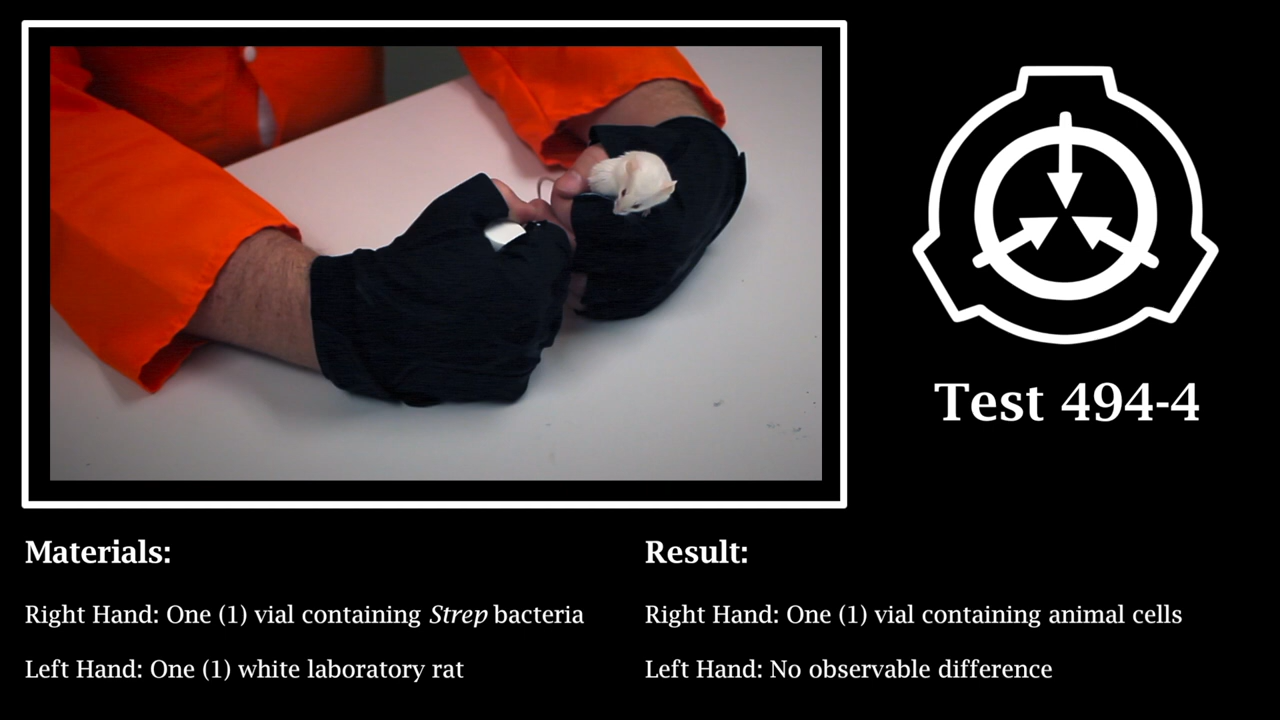 Test 494-4
Materials:
Right Hand: One (1) vial containing Strep bacteria
Left Hand: One (1) white laboratory rat
Result:
Right Hand: One (1) vial containing animal cells
Left Hand: No observable difference